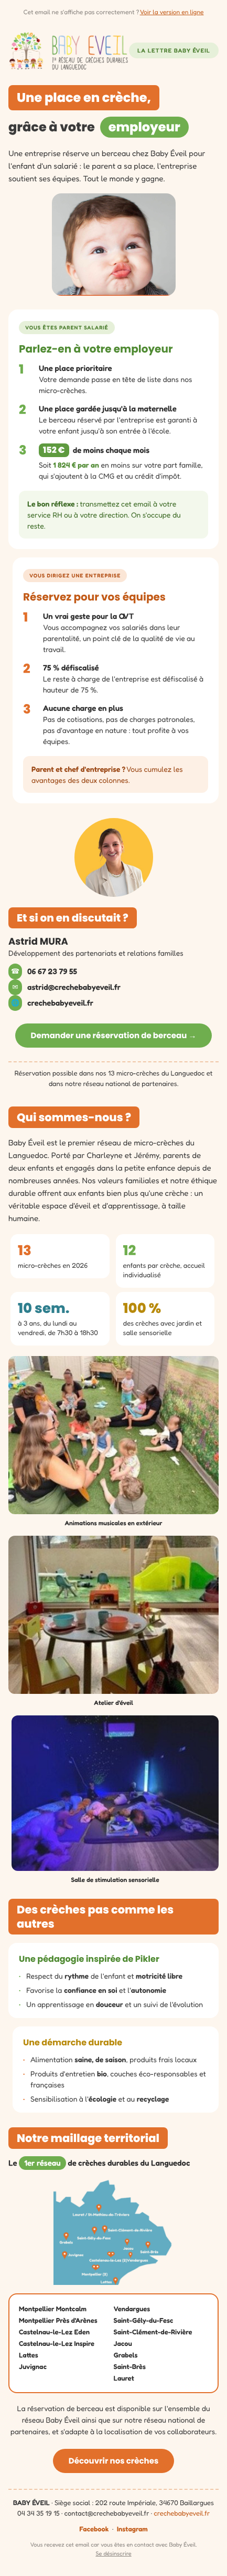 Cet email ne s'affiche pas correctement ? Voir la version en ligne
BABY ÉVEIL
1er RÉSEAU DE CRÈCHES DURABLES
DU LANGUEDOC
LA LETTRE BABY ÉVEIL
Une place en crèche,
grâce à votre employeur
Une entreprise réserve un berceau chez Baby Éveil pour
l'enfant d'un salarié : le parent a sa place, l'entreprise
soutient ses équipes. Tout le monde y gagne.
VOUS ÊTES PARENT SALARIÉ
Parlez-en à votre employeur
1
Une place prioritaire
Votre demande passe en tête de liste dans nos
micro-crèches.
2
Une place gardée jusqu'à la maternelle
Le berceau réservé par l'entreprise est garanti à
votre enfant jusqu'à son entrée à l'école.
3
152 € de moins chaque mois
Soit 1 824 € par an en moins sur votre part famille,
qui s'ajoutent à la CMG et au crédit d'impôt.
Le bon réflexe : transmettez cet email à votre
service RH ou à votre direction. On s'occupe du
reste.
VOUS DIRIGEZ UNE ENTREPRISE
Réservez pour vos équipes
1
Un vrai geste pour la QVT
Vous accompagnez vos salariés dans leur
parentalité, un point clé de la qualité de vie au
travail.
2
75 % défiscalisé
Le reste à charge de l'entreprise est défiscalisé à
hauteur de 75 %.
3
Aucune charge en plus
Pas de cotisations, pas de charges patronales,
pas d'avantage en nature : tout profite à vos
équipes.
Parent et chef d'entreprise ? Vous cumulez les
avantages des deux colonnes.
Et si on en discutait ?
Astrid MURA
Développement des partenariats et relations familles
06 67 23 79 55
astrid@crechebabyeveil.fr
crechebabyeveil.fr
Demander une réservation de berceau →
Réservation possible dans nos 13 micro-crèches du Languedoc et
dans notre réseau national de partenaires.
Qui sommes-nous ?
Baby Éveil est le premier réseau de micro-crèches du
Languedoc. Porté par Charleyne et Jérémy, parents de
deux enfants et engagés dans la petite enfance depuis de
nombreuses années. Nos valeurs familiales et notre éthique
durable offrent aux enfants bien plus qu'une crèche : un
véritable espace d'éveil et d'apprentissage, à taille
humaine.
13
micro-crèches en 2026
12
enfants par crèche, accueil
individualisé
10 sem.
à 3 ans, du lundi au
vendredi, de 7h30 à 18h30
100 %
des crèches avec jardin et
salle sensorielle
Animations musicales en extérieur
Atelier d'éveil
Salle de stimulation sensorielle
Des crèches pas comme les
autres
Une pédagogie inspirée de Pikler
· Respect du rythme de l'enfant et motricité libre
· Favorise la confiance en soi et l'autonomie
· Un apprentissage en douceur et un suivi de l'évolution
Une démarche durable
· Alimentation saine, de saison, produits frais locaux
· Produits d'entretien bio, couches éco-responsables et
françaises
· Sensibilisation à l'écologie et au recyclage
Notre maillage territorial
Le 1er réseau de crèches durables du Languedoc
Lauret / St-Mathieu-de-Tréviers
Saint-Clément-de-Rivière
Saint-Gély-du-Fesc
Grabels
Jacou
Saint-Brès
Juvignac
Castelnau-le-Lez (2)
Vendargues
Montpellier (2)
Lattes
Montpellier Montcalm
Montpellier Près d'Arènes
Castelnau-le-Lez Eden
Castelnau-le-Lez Inspire
Lattes
Juvignac
Vendargues
Saint-Gély-du-Fesc
Saint-Clément-de-Rivière
Jacou
Grabels
Saint-Brès
Lauret
La réservation de berceau est disponible sur l'ensemble du
réseau Baby Éveil ainsi que sur notre réseau national de
partenaires, et s'adapte à la localisation de vos collaborateurs.
Découvrir nos crèches
BABY ÉVEIL · Siège social : 202 route Impériale, 34670 Baillargues
04 34 35 19 15 · contact@crechebabyeveil.fr · crechebabyeveil.fr
Facebook · Instagram
Vous recevez cet email car vous êtes en contact avec Baby Éveil.
Se désinscrire